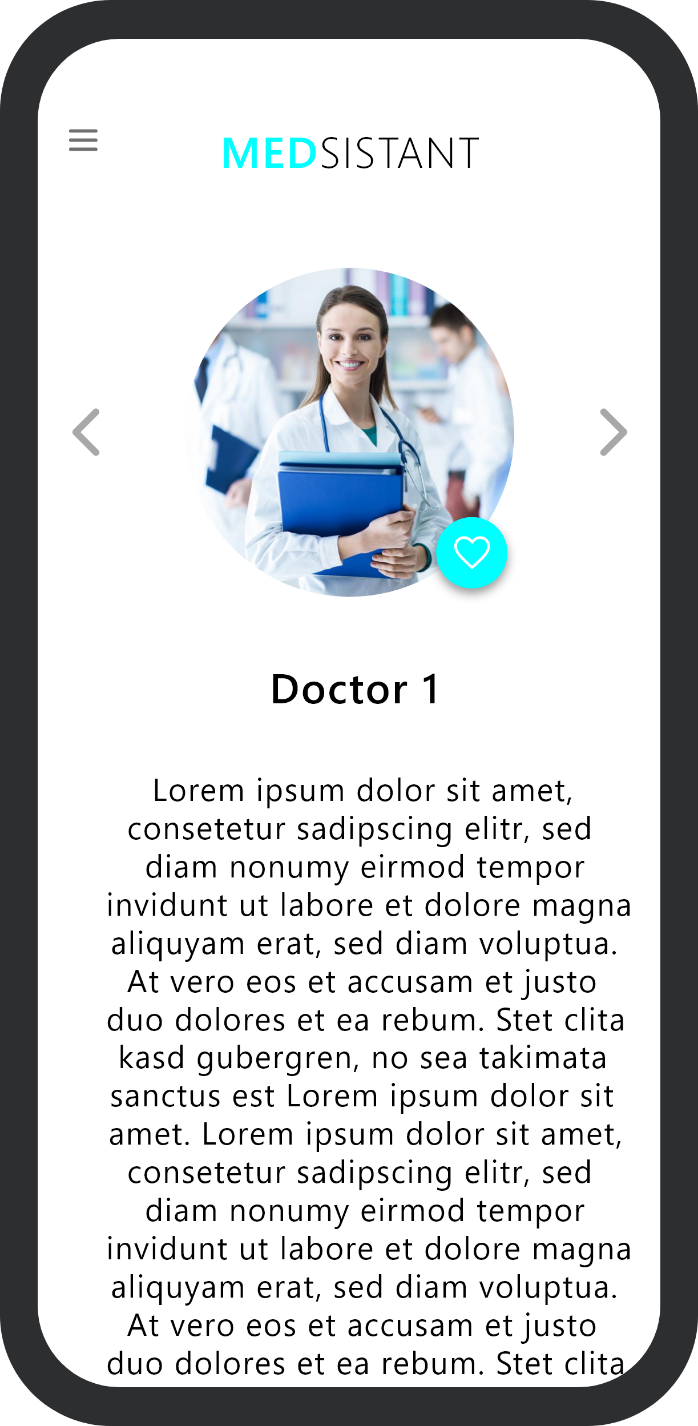 MEDSISTANT
Doctor 1
Lorem ipsum dolor sit amet,
consetetur sadipscing elitr, sed
diam nonumy eirmod tempor
invidunt ut labore et dolore magna
aliquyam erat, sed diam voluptua.
At vero eos et accusam et justo
duo dolores et ea rebum. Stet clita
kasd gubergren, no sea takimata
sanctus est Lorem ipsum dolor sit
amet. Lorem ipsum dolor sit amet,
consetetur sadipscing elitr, sed
diam nonumy eirmod tempor
invidunt ut labore et dolore magna
aliquyam erat, sed diam voluptua.
At vero eos et accusam et justo
duo dolores et ea rebum. Stet clita